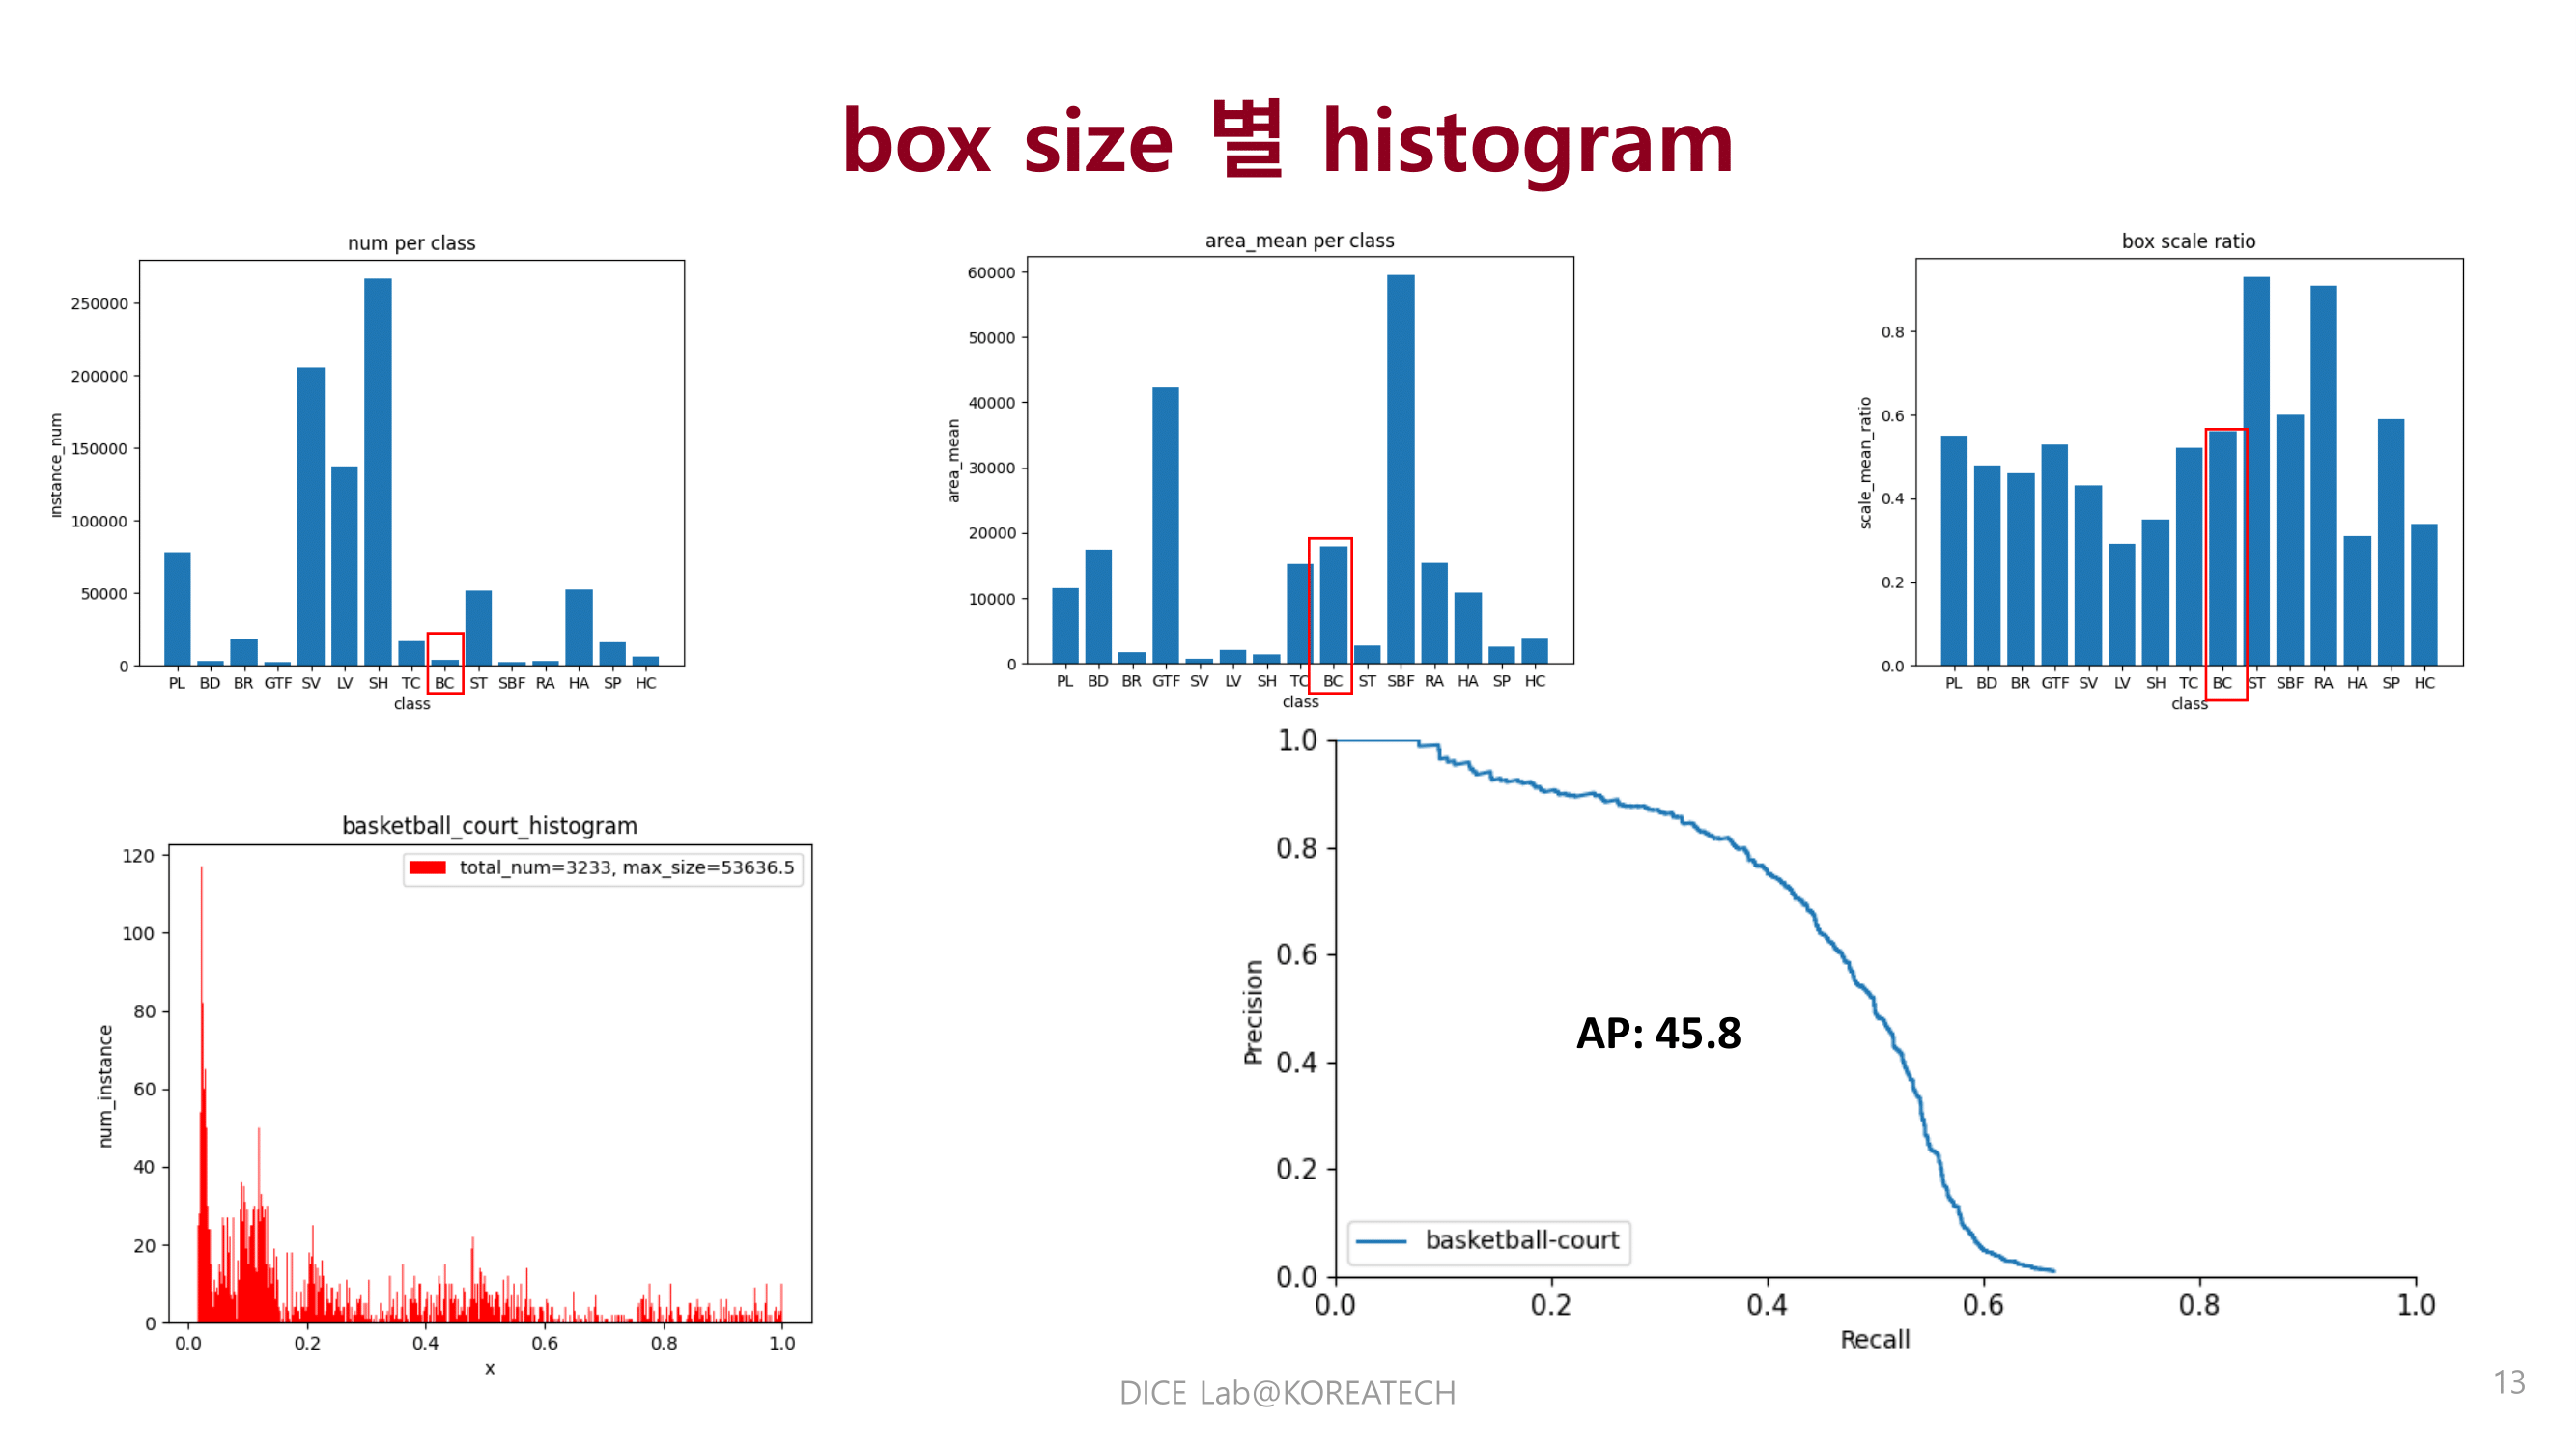 box size 별 histogram
num per class
250000
200000
150000
100000
50000
0
instance_num
PL BD BR GTF SV LV SH TC BC ST SBF RA HA SP HC
class
area_mean per class
60000
50000
40000
30000
20000
10000
0
area_mean
PL BD BR GTF SV LV SH TC BC ST SBF RA HA SP HC
class
box scale ratio
0.8
0.6
0.4
0.2
0.0
scale_mean_ratio
PL BD BR GTF SV LV SH TC BC ST SBF RA HA SP HC
class
basketball_court_histogram
total_num=3233, max_size=53636.5
120
100
80
60
40
20
0
num_instance
0.0 0.2 0.4 0.6 0.8 1.0
x
1.0
0.8
0.6
0.4
0.2
0.0
Precision
AP: 45.8
basketball-court
0.0 0.2 0.4 0.6 0.8 1.0
Recall
DICE Lab@KOREATECH
13